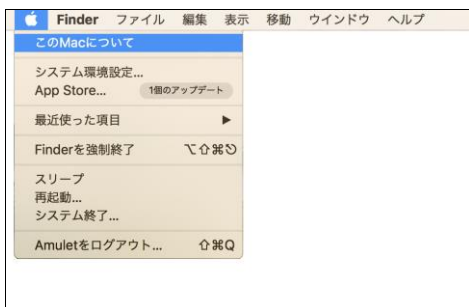 Finder ファイル 編集 表示 移動 ウインドウ ヘルプ
このMacについて
システム環境設定...
App Store... 1個のアップデート
最近使った項目 ▶
Finderを強制終了 ⌥⇧⌘⎋
スリープ
再起動...
システム終了...
Amuletをログアウト... ⇧⌘Q